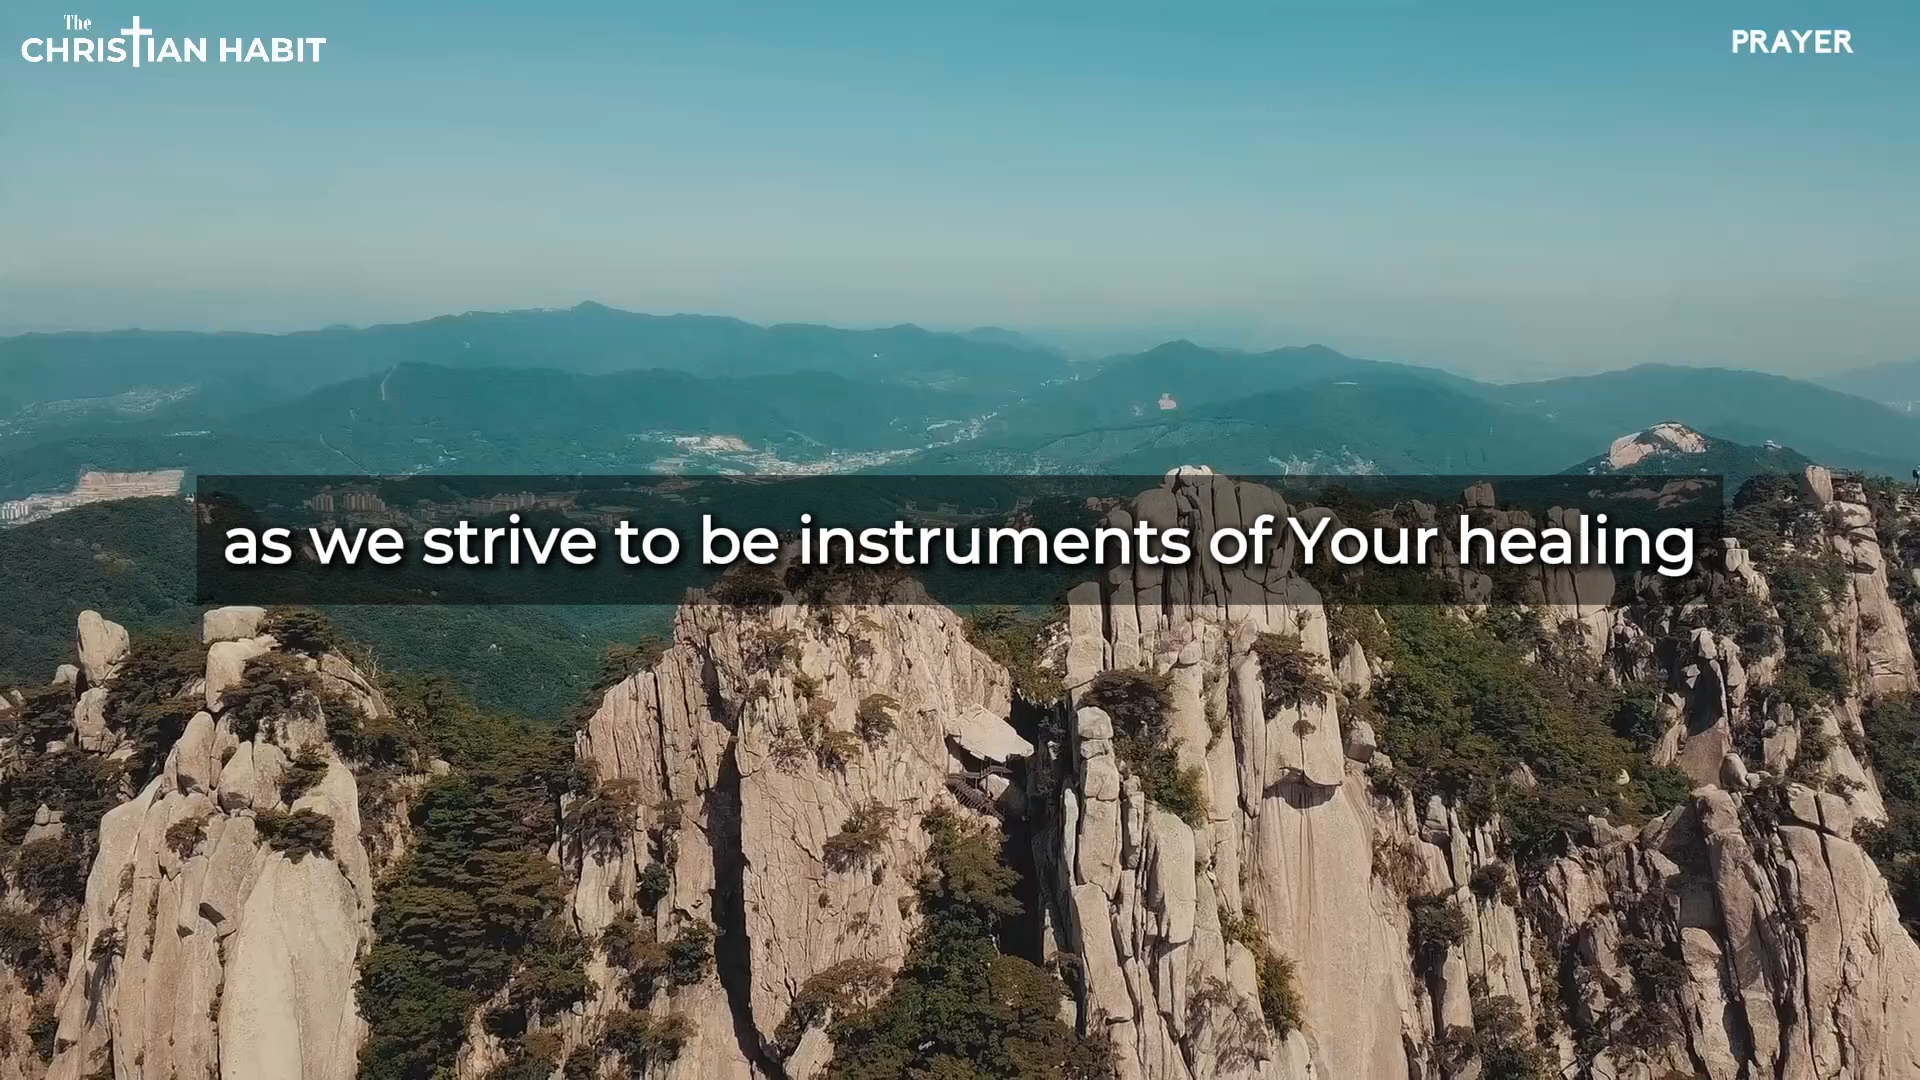 The
CHRISTIAN HABIT
PRAYER
as we strive to be instruments of Your healing